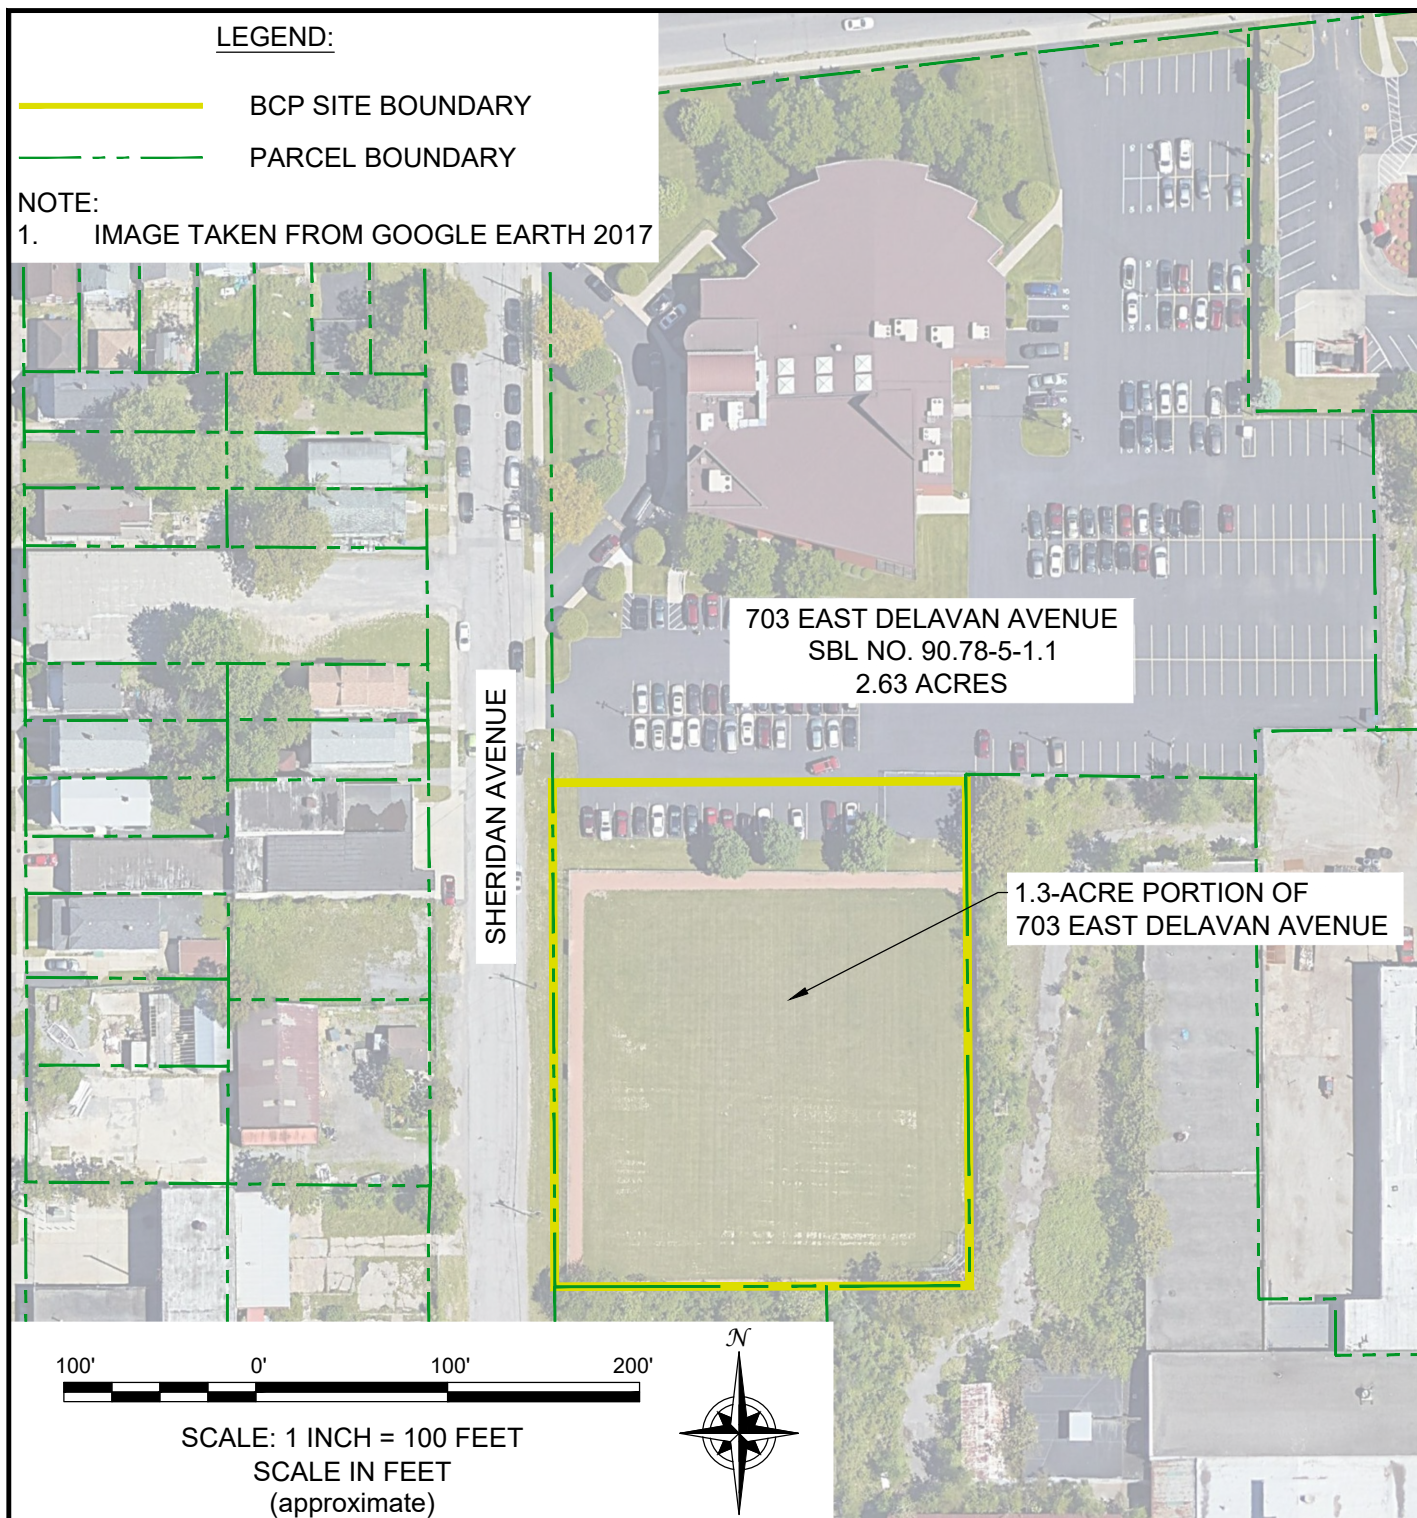 LEGEND:
BCP SITE BOUNDARY
PARCEL BOUNDARY
NOTE:
1. IMAGE TAKEN FROM GOOGLE EARTH 2017
703 EAST DELAVAN AVENUE
SBL NO. 90.78-5-1.1
2.63 ACRES
SHERIDAN AVENUE
1.3-ACRE PORTION OF
703 EAST DELAVAN AVENUE
100' 0' 100' 200'
SCALE: 1 INCH = 100 FEET
SCALE IN FEET
(approximate)
N